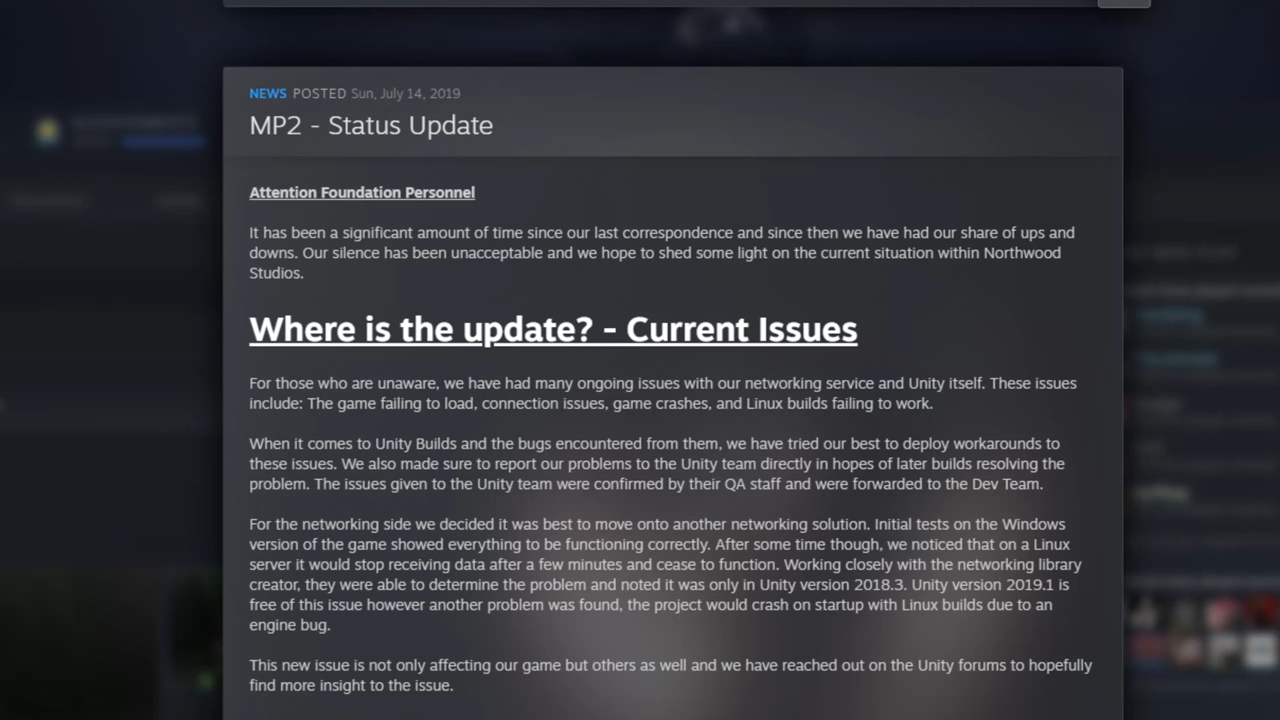 NEWS POSTED Sun, July 14, 2019
MP2 - Status Update
Attention Foundation Personnel
It has been a significant amount of time since our last correspondence and since then we have had our share of ups and
downs. Our silence has been unacceptable and we hope to shed some light on the current situation within Northwood
Studios.
Where is the update? - Current Issues
For those who are unaware, we have had many ongoing issues with our networking service and Unity itself. These issues
include: The game failing to load, connection issues, game crashes, and Linux builds failing to work.
When it comes to Unity Builds and the bugs encountered from them, we have tried our best to deploy workarounds to
these issues. We also made sure to report our problems to the Unity team directly in hopes of later builds resolving the
problem. The issues given to the Unity team were confirmed by their QA staff and were forwarded to the Dev Team.
For the networking side we decided it was best to move onto another networking solution. Initial tests on the Windows
version of the game showed everything to be functioning correctly. After some time though, we noticed that on a Linux
server it would stop receiving data after a few minutes and cease to function. Working closely with the networking library
creator, they were able to determine the problem and noted it was only in Unity version 2018.3. Unity version 2019.1 is
free of this issue however another problem was found, the project would crash on startup with Linux builds due to an
engine bug.
This new issue is not only affecting our game but others as well and we have reached out on the Unity forums to hopefully
find more insight to the issue.